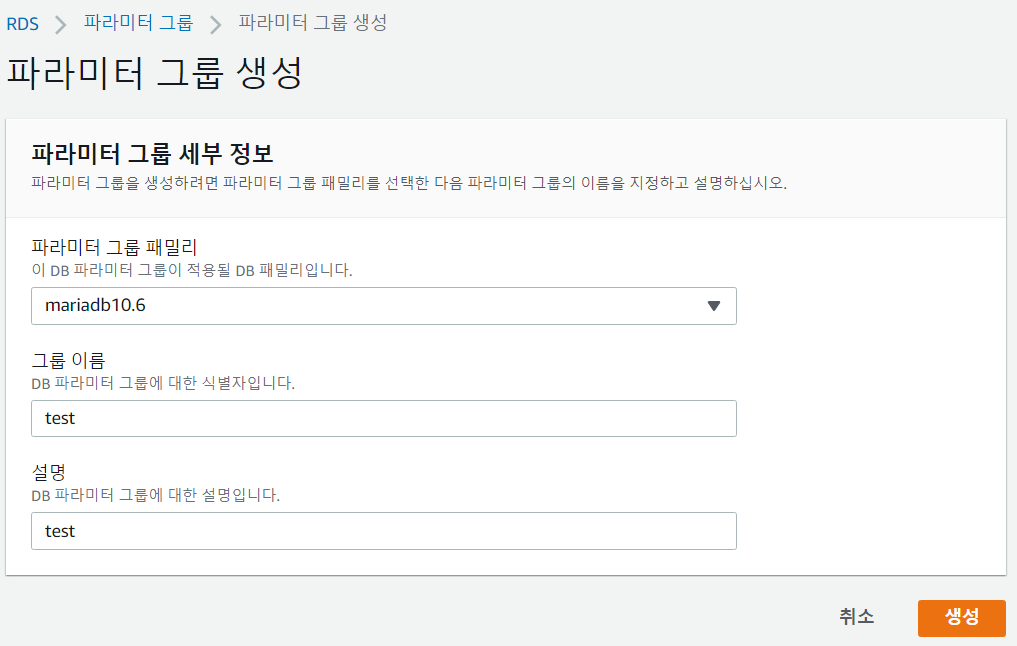 RDS > 파라미터 그룹 > 파라미터 그룹 생성
파라미터 그룹 생성
파라미터 그룹 세부 정보
파라미터 그룹을 생성하려면 파라미터 그룹 패밀리를 선택한 다음 파라미터 그룹의 이름을 지정하고 설명하십시오.
파라미터 그룹 패밀리
이 DB 파라미터 그룹이 적용될 DB 패밀리입니다.
mariadb10.6
그룹 이름
DB 파라미터 그룹에 대한 식별자입니다.
test
설명
DB 파라미터 그룹에 대한 설명입니다.
test
취소 생성